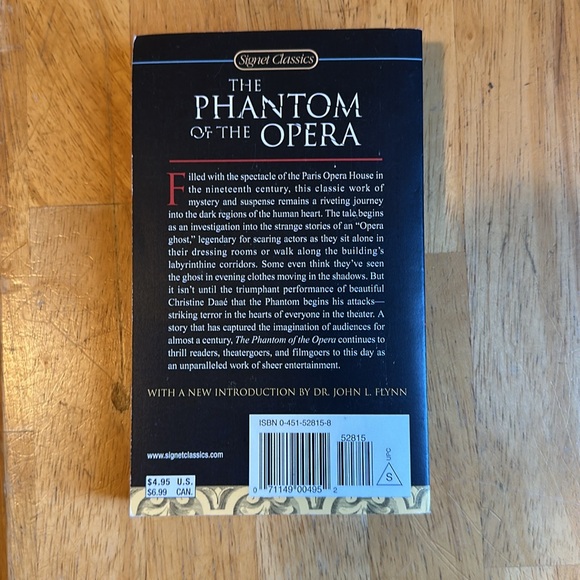 Signet Classics
THE
PHANTOM
OF THE OPERA
Filled with the spectacle of the Paris Opera House in
the nineteenth century, this classic work of
mystery and suspense remains a riveting journey
into the dark regions of the human heart. The tale begins
as an investigation into the strange stories of an “Opera
ghost,” legendary for scaring actors as they sit alone in
their dressing rooms or walk along the building’s
labyrinthine corridors. Some even think they’ve seen
the ghost in evening clothes moving in the shadows. But
it isn’t until the triumphant performance of beautiful
Christine Daaé that the Phantom begins his attacks—
striking terror in the hearts of everyone in the theater. A
story that has captured the imagination of audiences for
almost a century, The Phantom of the Opera continues to
thrill readers, theatergoers, and filmgoers to this day as
an unparalleled work of sheer entertainment.
WITH A NEW INTRODUCTION BY DR. JOHN L. FLYNN
ISBN 0-451-52815-8
52815
www.signetclassics.com
UPC
S
$4.95 U.S.
$6.99 CAN.
0 71149 00495 2